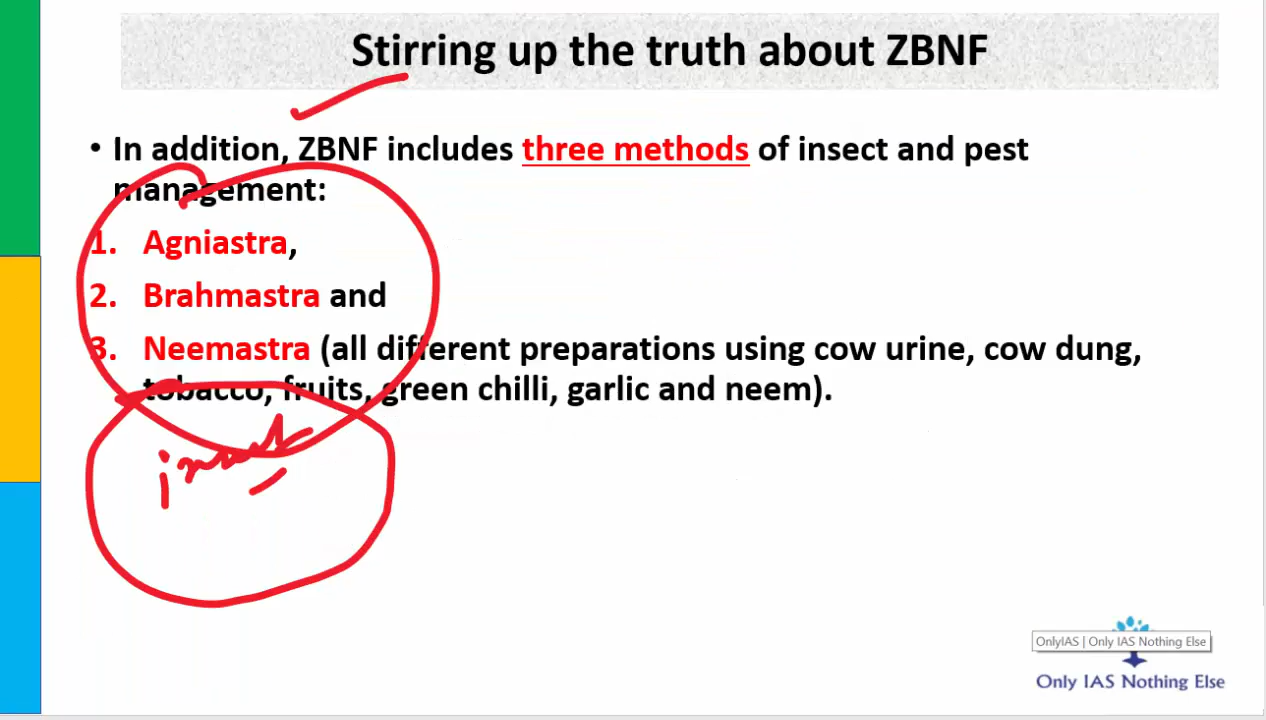 Stirring up the truth about ZBNF
• In addition, ZBNF includes three methods of insect and pest
management:
1. Agniastra,
2. Brahmastra and
3. Neemastra (all different preparations using cow urine, cow dung,
tobacco, fruits, green chilli, garlic and neem).
OnlyIAS | Only IAS Nothing Else
Only IAS Nothing Else